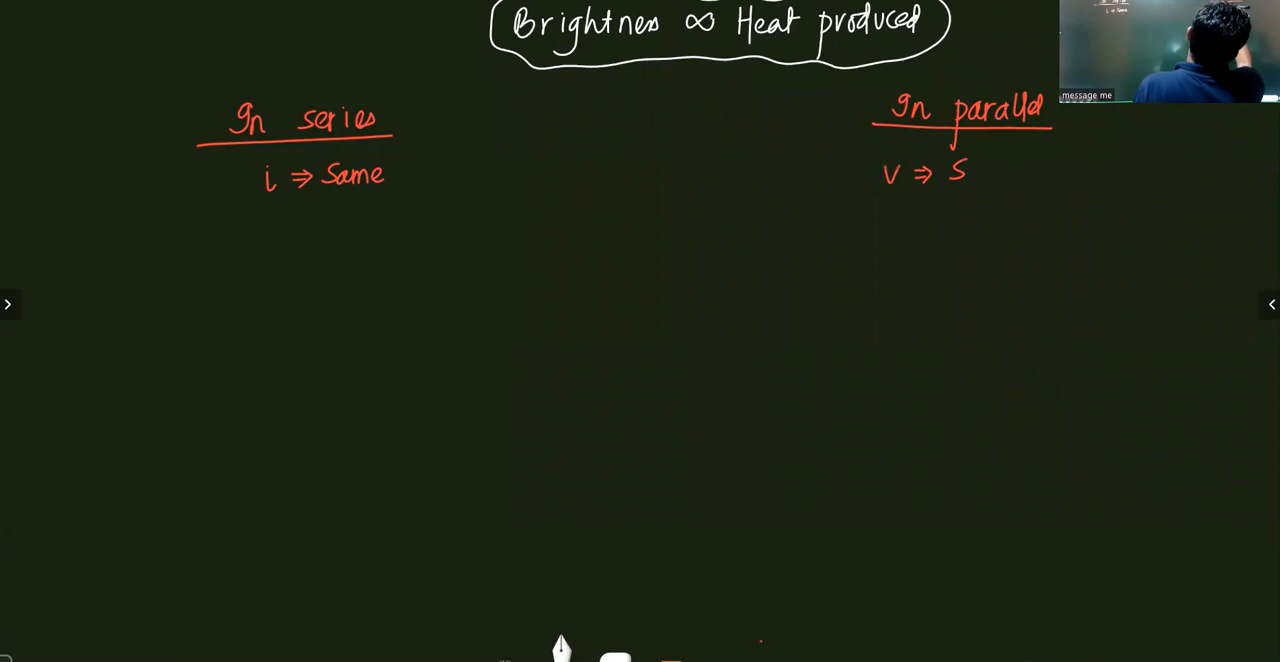 Brightness ∝ Heat produced
In series
i ⇒ Same
In parallel
V ⇒ S
message me